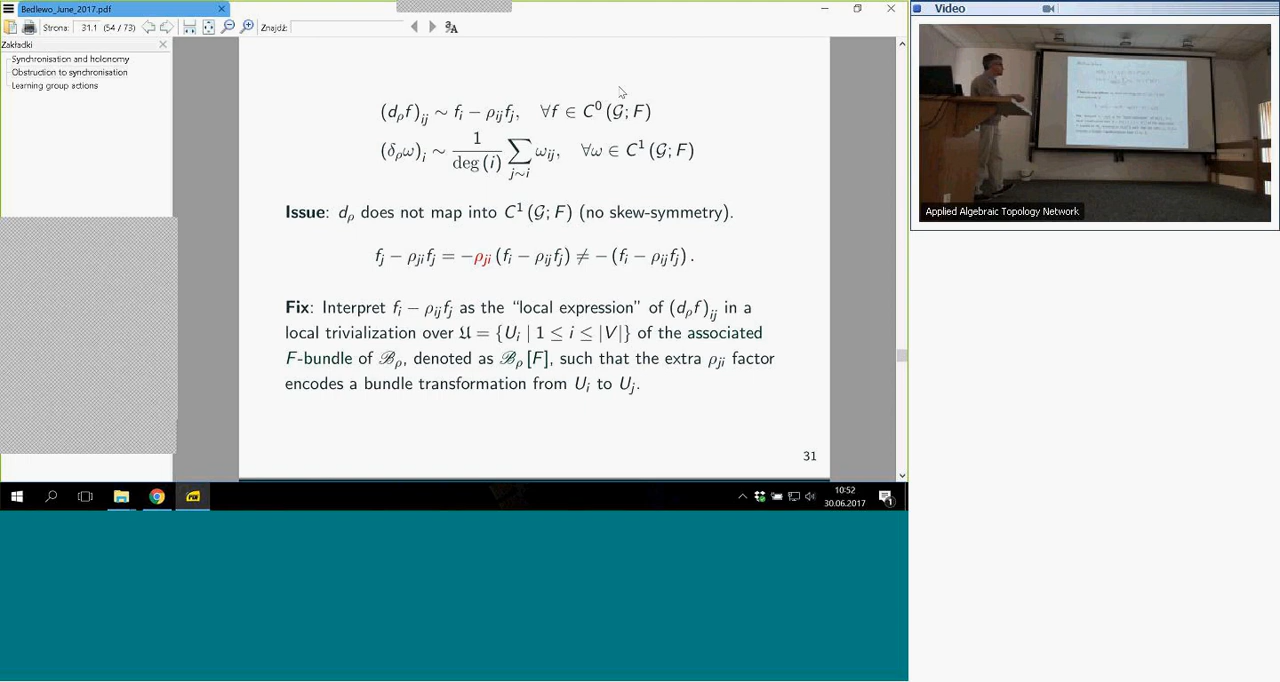 Bedlewo_June_2017.pdf
Strona: 31.1 (54 / 73) Znajdź:
Zakładki
Synchronisation and holonomy
Obstruction to synchronisation
Learning group actions
(d_ρ f)_{ij} ∼ f_i − ρ_{ij} f_j, ∀f ∈ C^0 (𝒢; F)
(δ_ρ ω)_i ∼ 1/deg (i) ∑_{j∼i} ω_{ij}, ∀ω ∈ C^1 (𝒢; F)
Issue: d_ρ does not map into C^1 (𝒢; F) (no skew-symmetry).
f_j − ρ_{ji} f_j = −ρ_{ji} (f_i − ρ_{ij} f_j) ≠ − (f_i − ρ_{ij} f_j) .
Fix: Interpret f_i − ρ_{ij} f_j as the "local expression" of (d_ρ f)_{ij} in a
local trivialization over 𝔘 = {U_i | 1 ≤ i ≤ |V|} of the associated
F-bundle of ℬ_ρ, denoted as ℬ_ρ [F], such that the extra ρ_{ji} factor
encodes a bundle transformation from U_i to U_j.
31
10:52
30.06.2017
Video
Applied Algebraic Topology Network